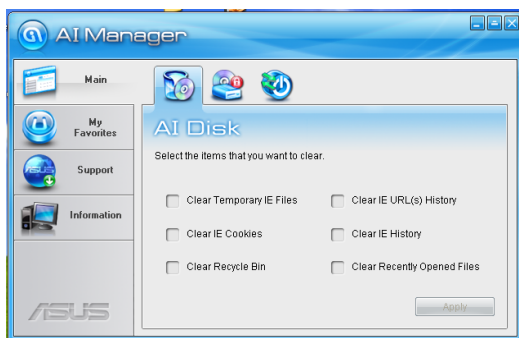 AI Manager
Main
My
Favorites
Support
Information
ASUS
AI Disk
Select the items that you want to clear.
Clear Temporary IE Files
Clear IE URL(s) History
Clear IE Cookies
Clear IE History
Clear Recycle Bin
Clear Recently Opened Files
Apply
/SUS